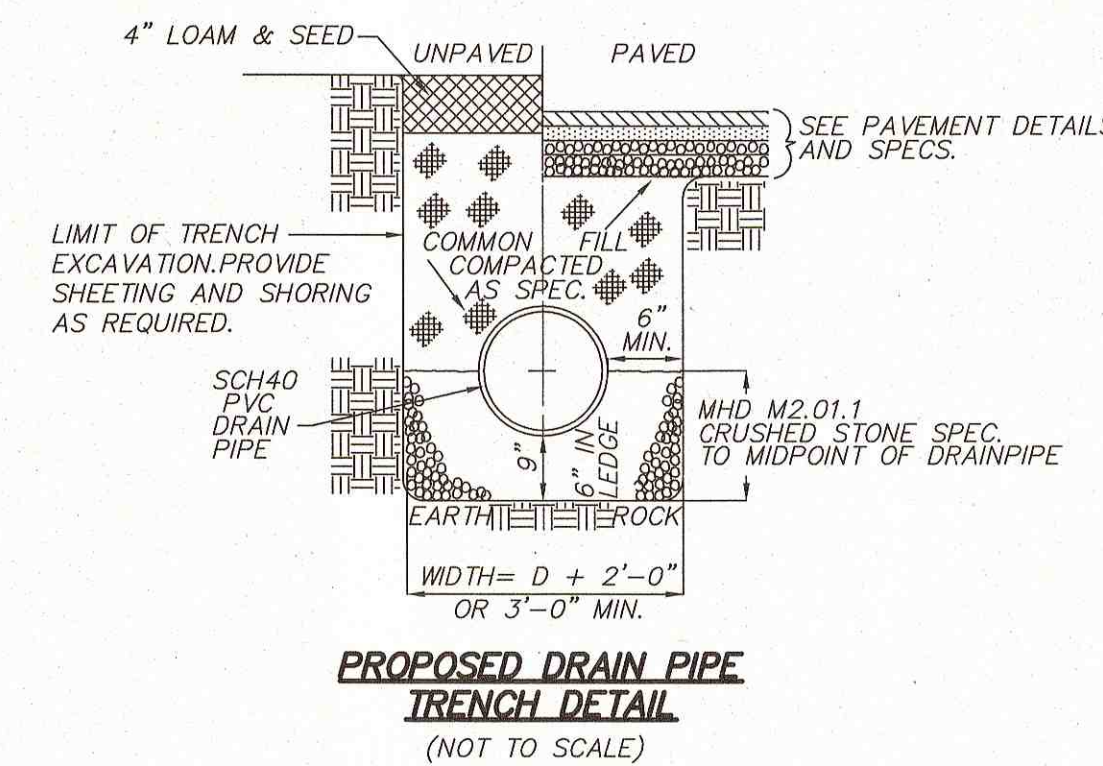 4" LOAM & SEED
UNPAVED
PAVED
SEE PAVEMENT DETAILS
AND SPECS.
LIMIT OF TRENCH
EXCAVATION.PROVIDE
SHEETING AND SHORING
AS REQUIRED.
COMMON FILL
COMPACTED
AS SPEC.
6"
MIN.
SCH40
PVC
DRAIN
PIPE
9"
6" IN
LEDGE
MHD M2.01.1
CRUSHED STONE SPEC.
TO MIDPOINT OF DRAINPIPE
EARTH
ROCK
WIDTH= D + 2'-0"
OR 3'-0" MIN.
PROPOSED DRAIN PIPE
TRENCH DETAIL
(NOT TO SCALE)